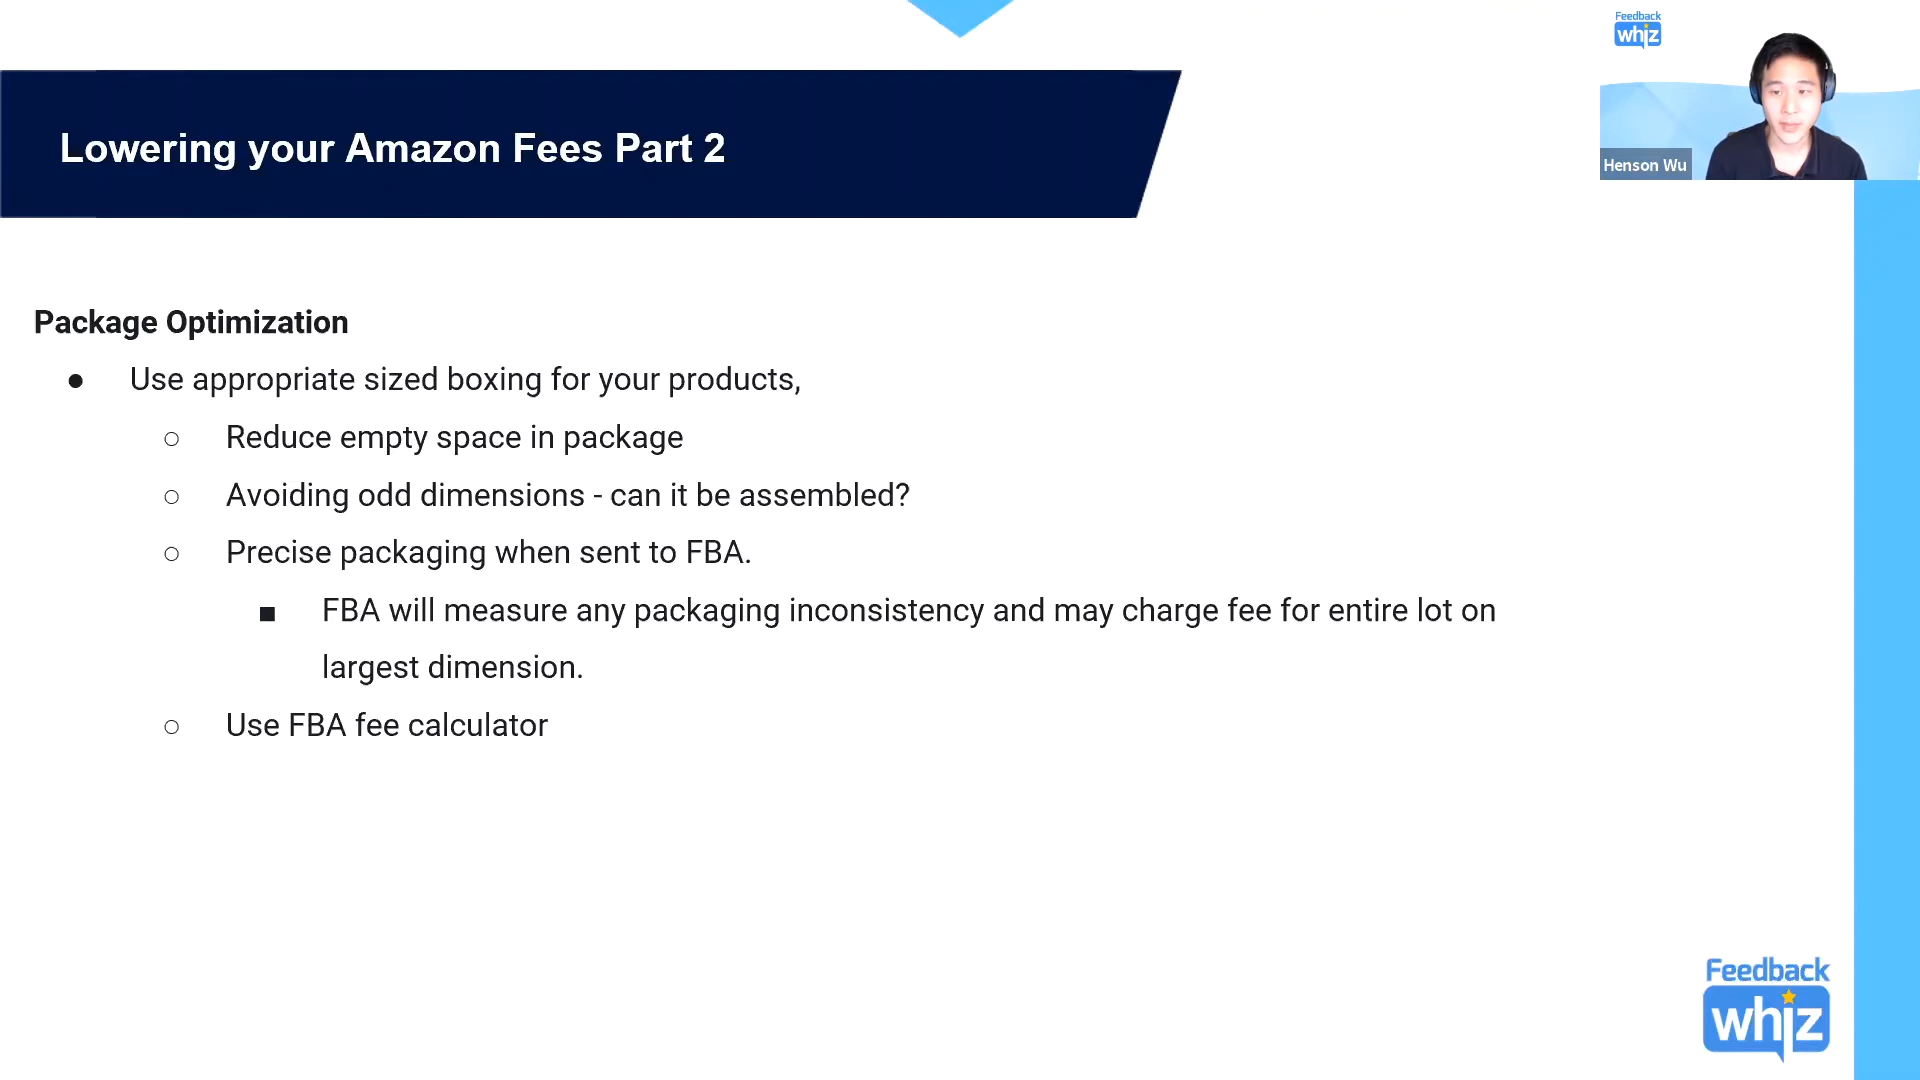 Feedback
whiz
Lowering your Amazon Fees Part 2
Henson Wu
Package Optimization
● Use appropriate sized boxing for your products,
○ Reduce empty space in package
○ Avoiding odd dimensions - can it be assembled?
○ Precise packaging when sent to FBA.
■ FBA will measure any packaging inconsistency and may charge fee for entire lot on
largest dimension.
○ Use FBA fee calculator
Feedback
whiz